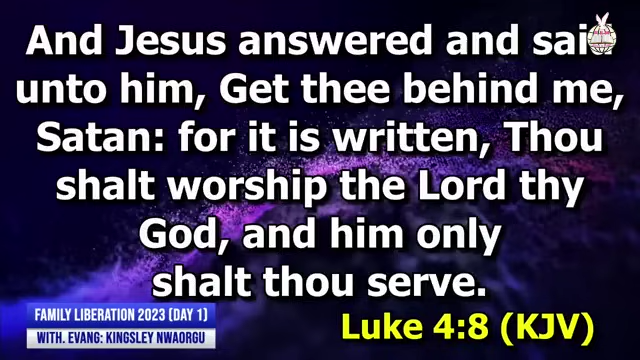 And Jesus answered and said
unto him, Get thee behind me,
Satan: for it is written, Thou
shalt worship the Lord thy
God, and him only
shalt thou serve.
Luke 4:8 (KJV)
FAMILY LIBERATION 2023 (DAY 1)
WITH. EVANG: KINGSLEY NWAORGU